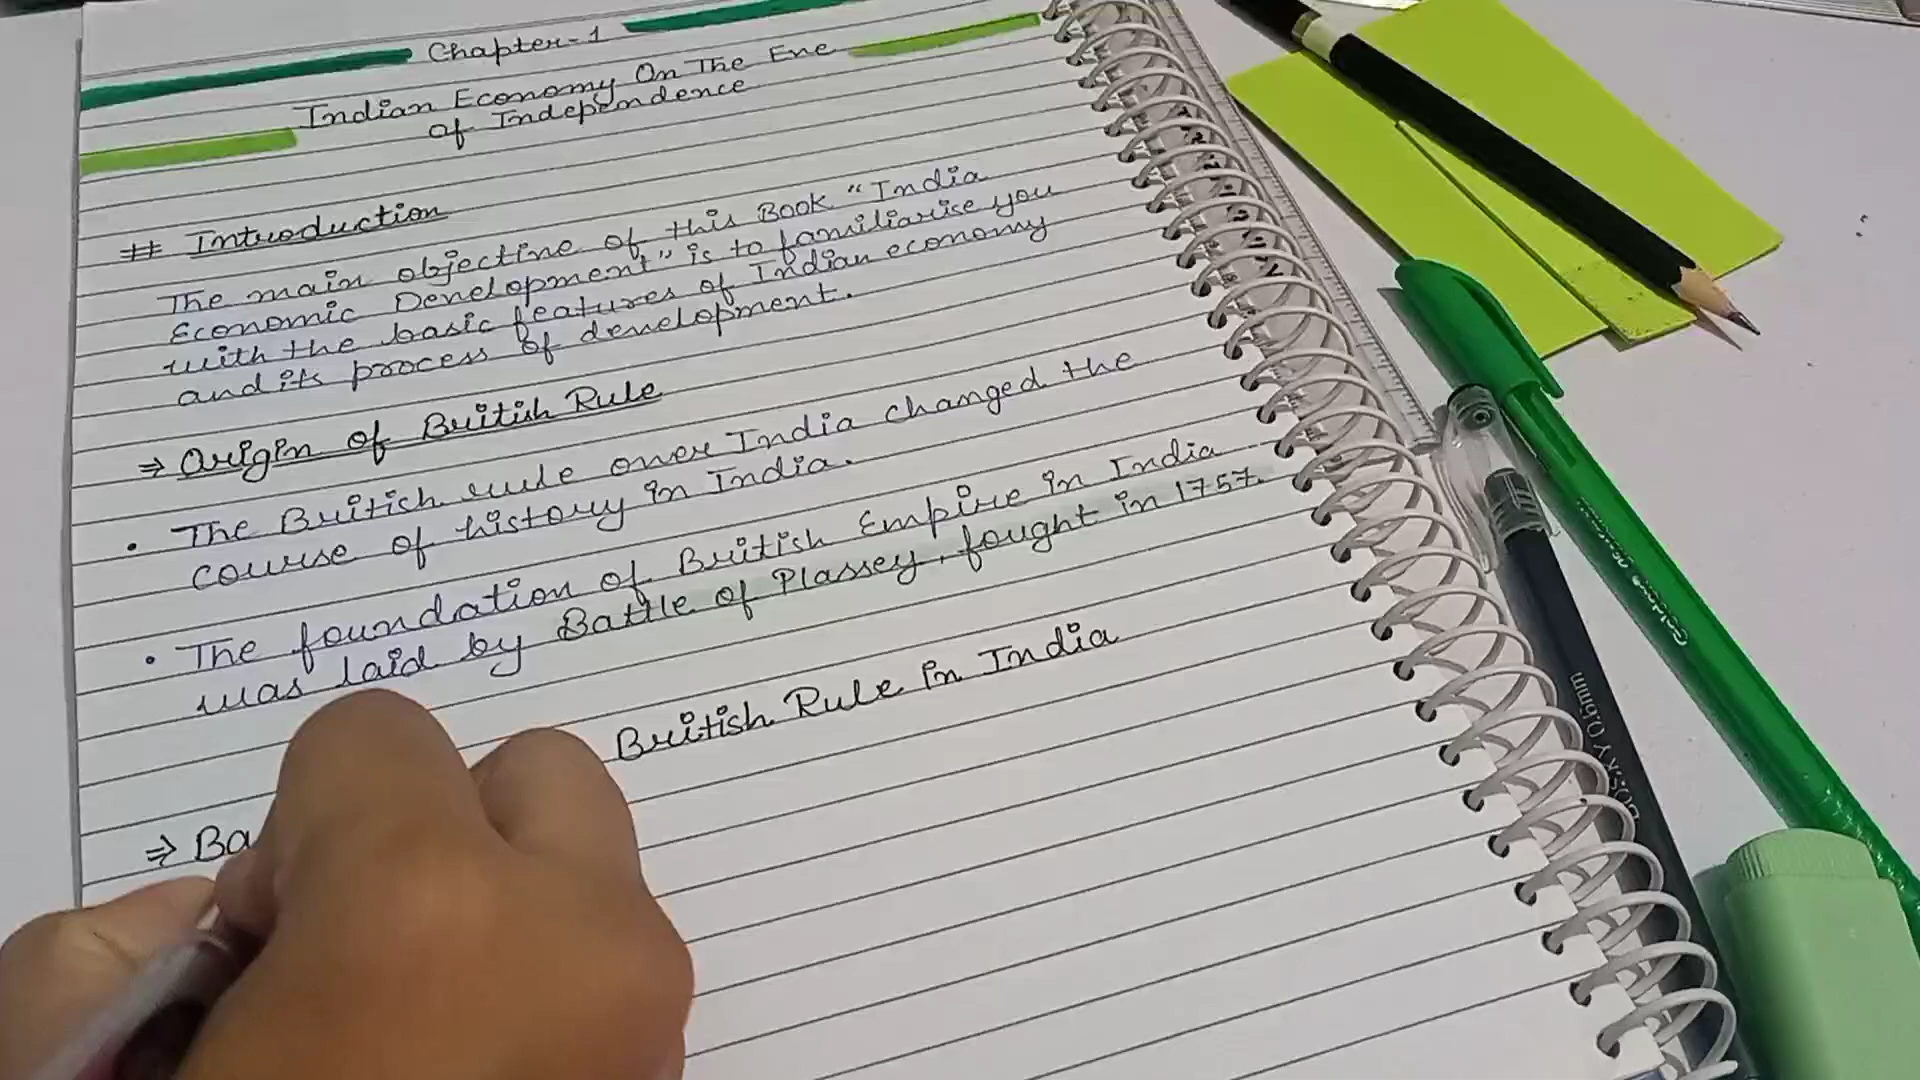 Chapter-1
Indian Economy On The Eve
of Independence
## Introduction
The main objective of this Book "India
Economic Development" is to familiarise you
with the basic features of Indian economy
and its process of development.
⇒ Origin of British Rule
• The British rule over India changed the
course of history in India.
• The foundation of British Empire in India
was laid by Battle of Plassey, fought in 1757.
British Rule in India
⇒ Ba